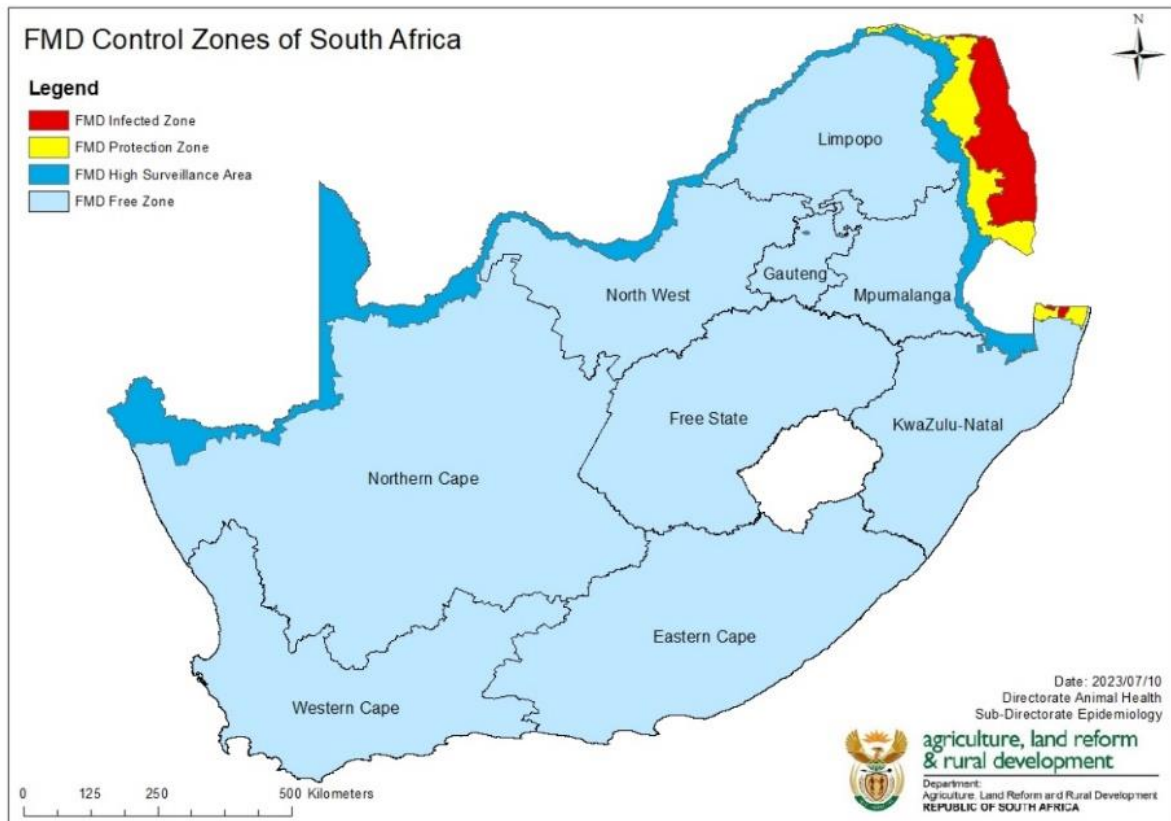 FMD Control Zones of South Africa
N
Legend
FMD Infected Zone
FMD Protection Zone
FMD High Surveillance Area
FMD Free Zone
Limpopo
Gauteng
North West
Mpumalanga
Free State
KwaZulu-Natal
Northern Cape
Eastern Cape
Western Cape
Date: 2023/07/10
Directorate Animal Health
Sub-Directorate Epidemiology
agriculture, land reform
& rural development
Department:
Agriculture, Land Reform and Rural Development
REPUBLIC OF SOUTH AFRICA
0 125 250 500 Kilometers